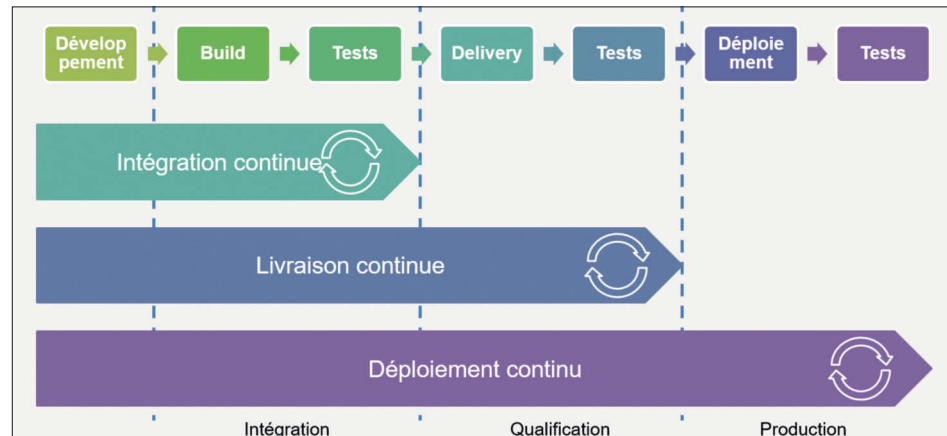 Dévelop
pement
Build
Tests
Delivery
Tests
Déploie
ment
Tests
Intégration continue
Livraison continue
Déploiement continu
Intégration
Qualification
Production